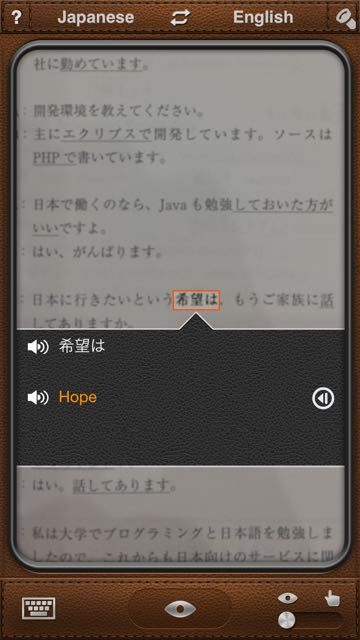 ? Japanese English
社に勤めています。
：開発環境を教えてください。
：主にエクリプスで開発しています。ソースは
PHPで書いています。
：日本で働くのなら、Javaも勉強しておいた方が
いいですよ。
：はい、がんばります。
：日本に行きたいという希望は、もうご家族に話
してありますか。
希望は
Hope
：はい。話してあります。
：私は大学でプログラミングと日本語を勉強しま
したので、これからも日本向けのサービスに関